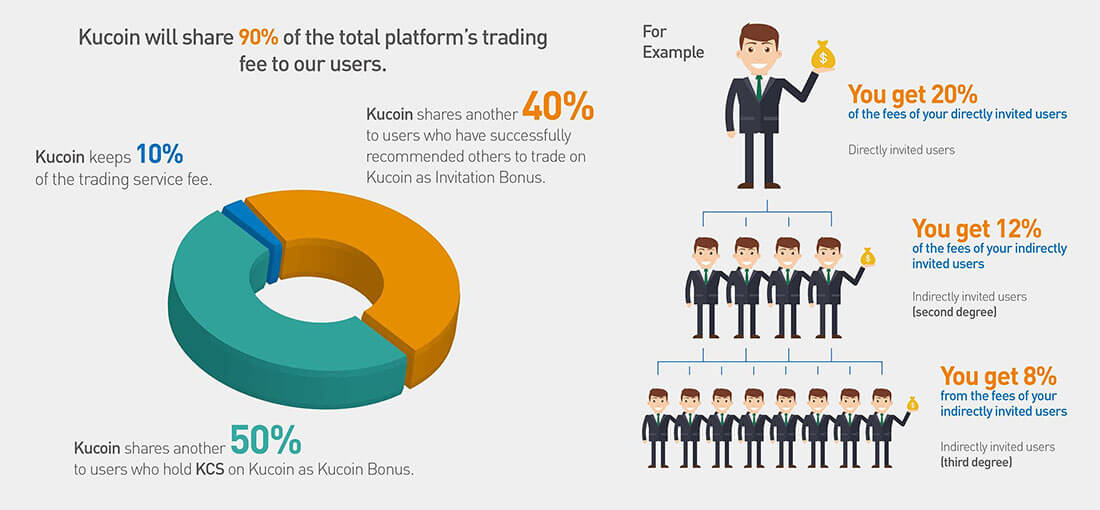 Kucoin will share 90% of the total platform's trading
fee to our users.
Kucoin shares another 40%
to users who have successfully
recommended others to trade on
Kucoin as Invitation Bonus.
Kucoin keeps 10%
of the trading service fee.
Kucoin shares another 50%
to users who hold KCS on Kucoin as Kucoin Bonus.
For
Example
$
You get 20%
of the fees of your directly invited users
Directly invited users
$
You get 12%
of the fees of your indirectly
invited users
Indirectly invited users
(second degree)
$
You get 8%
from the fees of your
indirectly invited users
Indirectly invited users
(third degree)